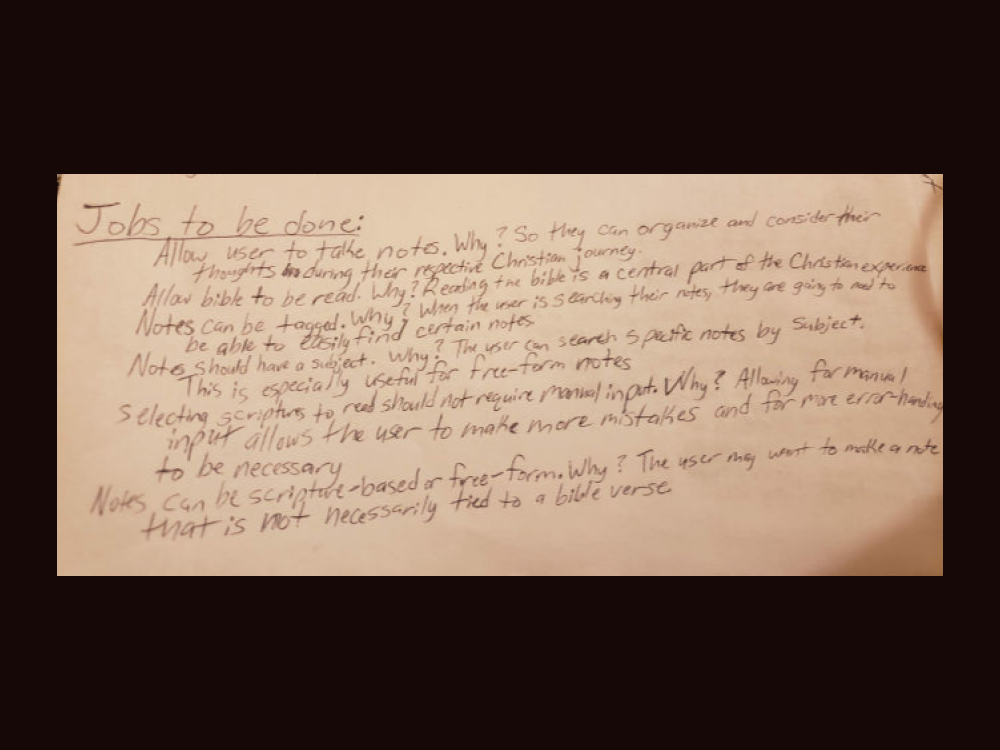 Jobs to be done:
Allow user to take notes. Why? So they can organize and consider their
thoughts during their respective Christian journey.
Allow bible to be read. Why? Reading the bible is a central part of the Christian experience
Notes can be tagged. Why? When the user is searching their notes, they are going to need to
be able to easily find certain notes
Notes should have a subject. Why? The user can search specific notes by subject.
This is especially useful for free-form notes
Selecting scriptures to read should not require manual input. Why? Allowing for manual
input allows the user to make more mistakes and for more error-handling
to be necessary
Notes can be scripture-based or free-form. Why? The user may want to make a note
that is not necessarily tied to a bible verse